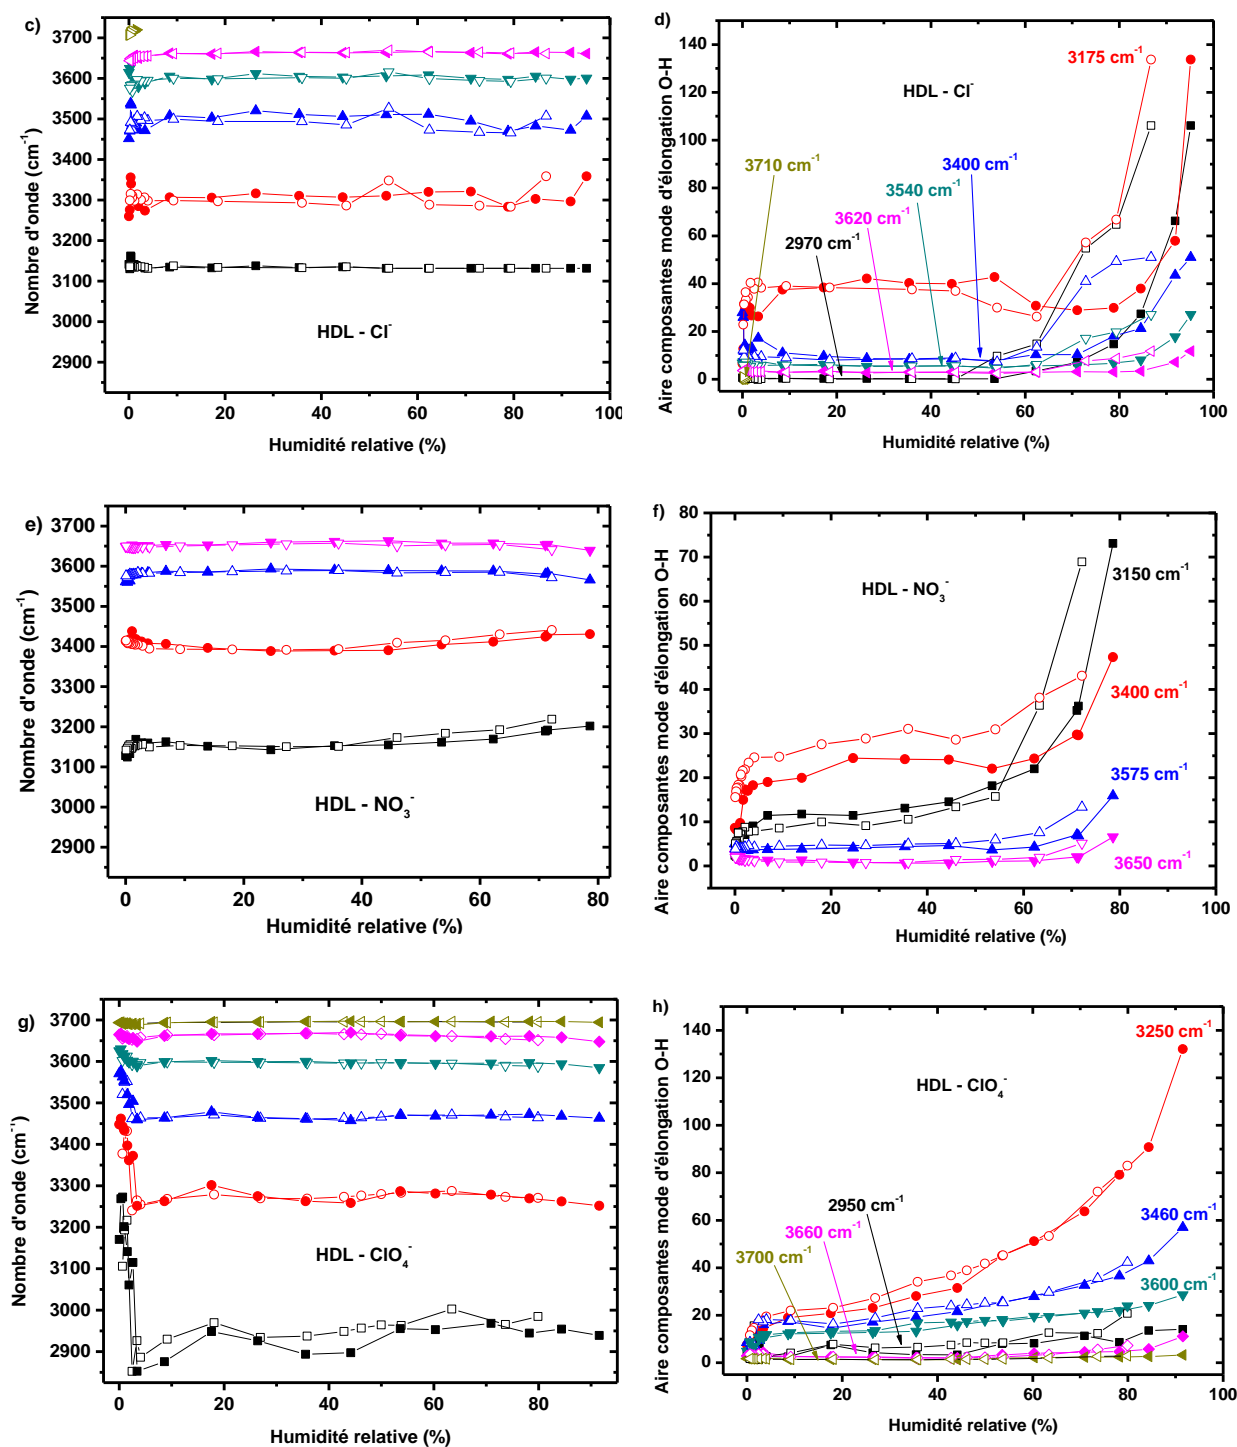 c)
3700
3600
3500
3400
3300
3200
3100
3000
2900
Nombre d'onde (cm⁻¹)
HDL - Cl⁻
0 20 40 60 80 100
Humidité relative (%)
d)
140
120
100
80
60
40
20
0
Aire composantes mode d'élongation O-H
HDL - Cl⁻
3175 cm⁻¹
3710 cm⁻¹
3400 cm⁻¹
3540 cm⁻¹
3620 cm⁻¹
2970 cm⁻¹
0 20 40 60 80 100
Humidité relative (%)
e)
3700
3600
3500
3400
3300
3200
3100
3000
2900
Nombre d'onde (cm⁻¹)
HDL - NO₃⁻
0 20 40 60 80
Humidité relative (%)
f)
80
70
60
50
40
30
20
10
0
Aire composantes mode d'élongation O-H
HDL - NO₃⁻
3150 cm⁻¹
3400 cm⁻¹
3575 cm⁻¹
3650 cm⁻¹
0 20 40 60 80 100
Humidité relative (%)
g)
3700
3600
3500
3400
3300
3200
3100
3000
2900
Nombre d'onde (cm⁻¹)
HDL - ClO₄⁻
0 20 40 60 80
Humidité relative (%)
h)
140
120
100
80
60
40
20
0
Aire composantes mode d'élongation O-H
HDL - ClO₄⁻
3250 cm⁻¹
2950 cm⁻¹
3660 cm⁻¹
3700 cm⁻¹
3460 cm⁻¹
3600 cm⁻¹
0 20 40 60 80 100
Humidité relative (%)